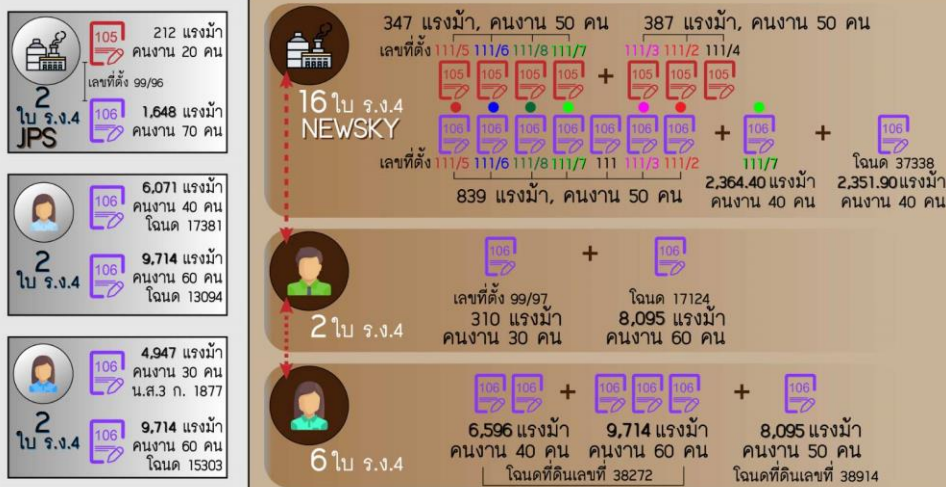 105
212 แรงม้า
คนงาน 20 คน
เลขที่ตั้ง 99/96
2
ใบ ร.ง.4
JPS
106
1,648 แรงม้า
คนงาน 70 คน
106
6,071 แรงม้า
คนงาน 40 คน
โฉนด 17381
2
ใบ ร.ง.4
106
9,714 แรงม้า
คนงาน 60 คน
โฉนด 13094
106
4,947 แรงม้า
คนงาน 30 คน
น.ส.3 ก. 1877
2
ใบ ร.ง.4
106
9,714 แรงม้า
คนงาน 60 คน
โฉนด 15303
16 ใบ ร.ง.4
NEWSKY
347 แรงม้า, คนงาน 50 คน 387 แรงม้า, คนงาน 50 คน
เลขที่ตั้ง 111/5 111/6 111/8 111/7 111/3 111/2 111/4
105 105 105 105 + 105 105 105
106 106 106 106 106 106 106 + 106 + 106
เลขที่ตั้ง 111/5 111/6 111/8 111/7 111 111/3 111/2 111/7 โฉนด 37338
839 แรงม้า, คนงาน 50 คน
2,364.40 แรงม้า
คนงาน 40 คน
2,351.90 แรงม้า
คนงาน 40 คน
2 ใบ ร.ง.4
106 + 106
เลขที่ตั้ง 99/97
310 แรงม้า
คนงาน 30 คน
โฉนด 17124
8,095 แรงม้า
คนงาน 60 คน
6 ใบ ร.ง.4
106 106 + 106 106 106 + 106
6,596 แรงม้า
คนงาน 40 คน
9,714 แรงม้า
คนงาน 60 คน
โฉนดที่ดินเลขที่ 38272
8,095 แรงม้า
คนงาน 50 คน
โฉนดที่ดินเลขที่ 38914